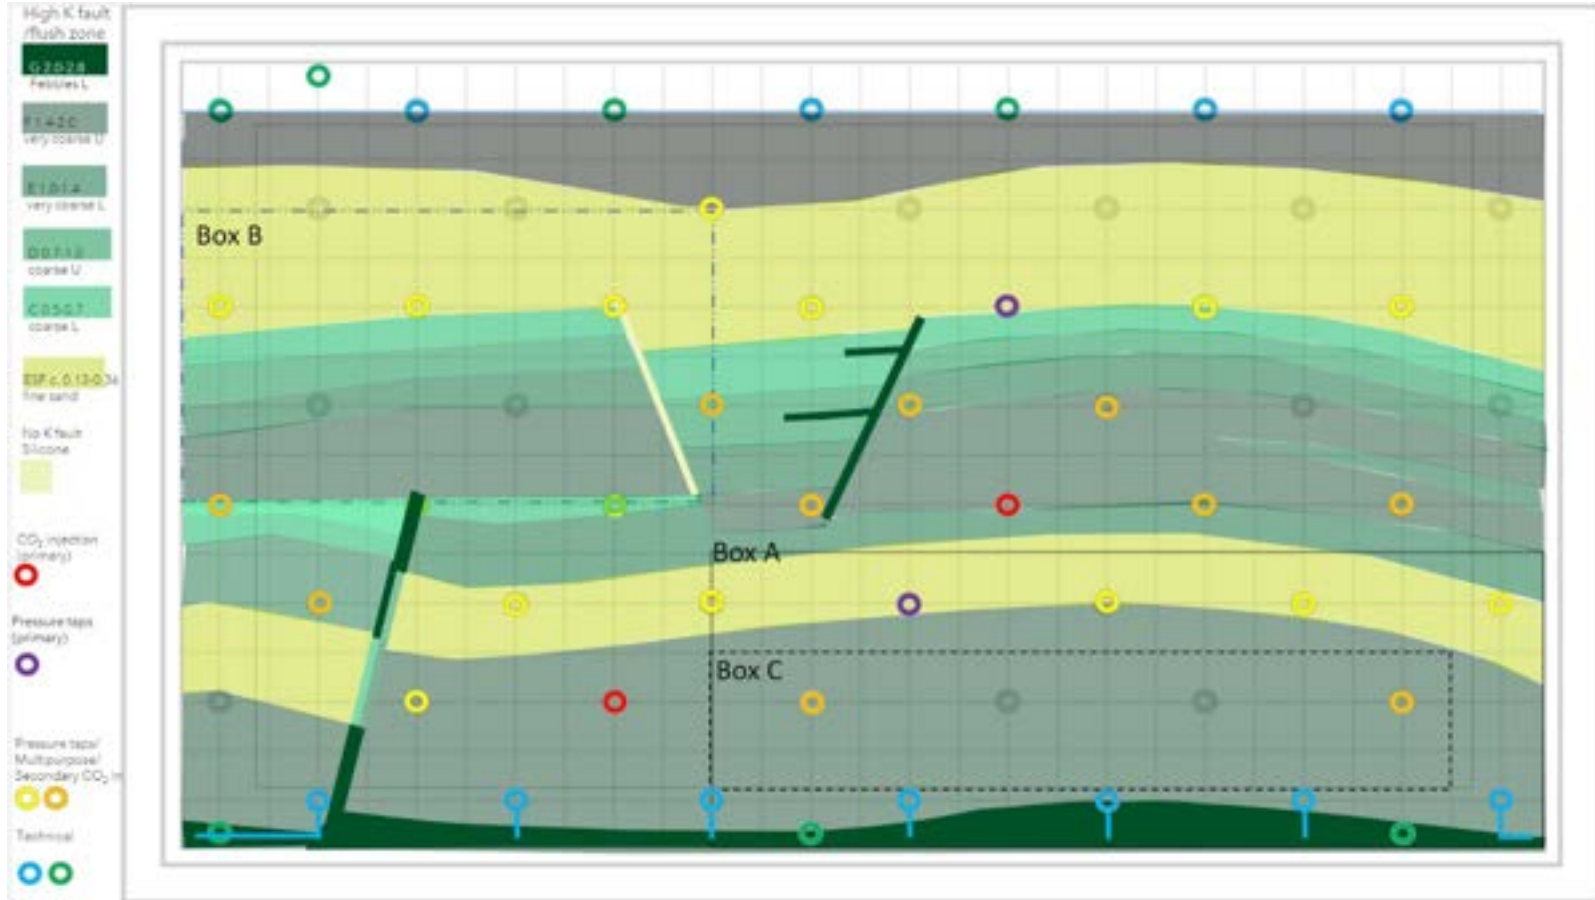 High K fault
/flush zone
G 2.0-2.8
Pebbles L
F 1.4-2.0
very coarse U
E 1.0-1.4
very coarse L
D 0.7-1.0
coarse U
C 0.5-0.7
coarse L
ESF c. 0.13-0.36
fine sand
No K fault
Silicone
CO₂ injection
(primary)
Pressure taps
(primary)
Pressure taps/
Multipurpose/
Secondary CO₂ in
Technical
Box B
Box A
Box C